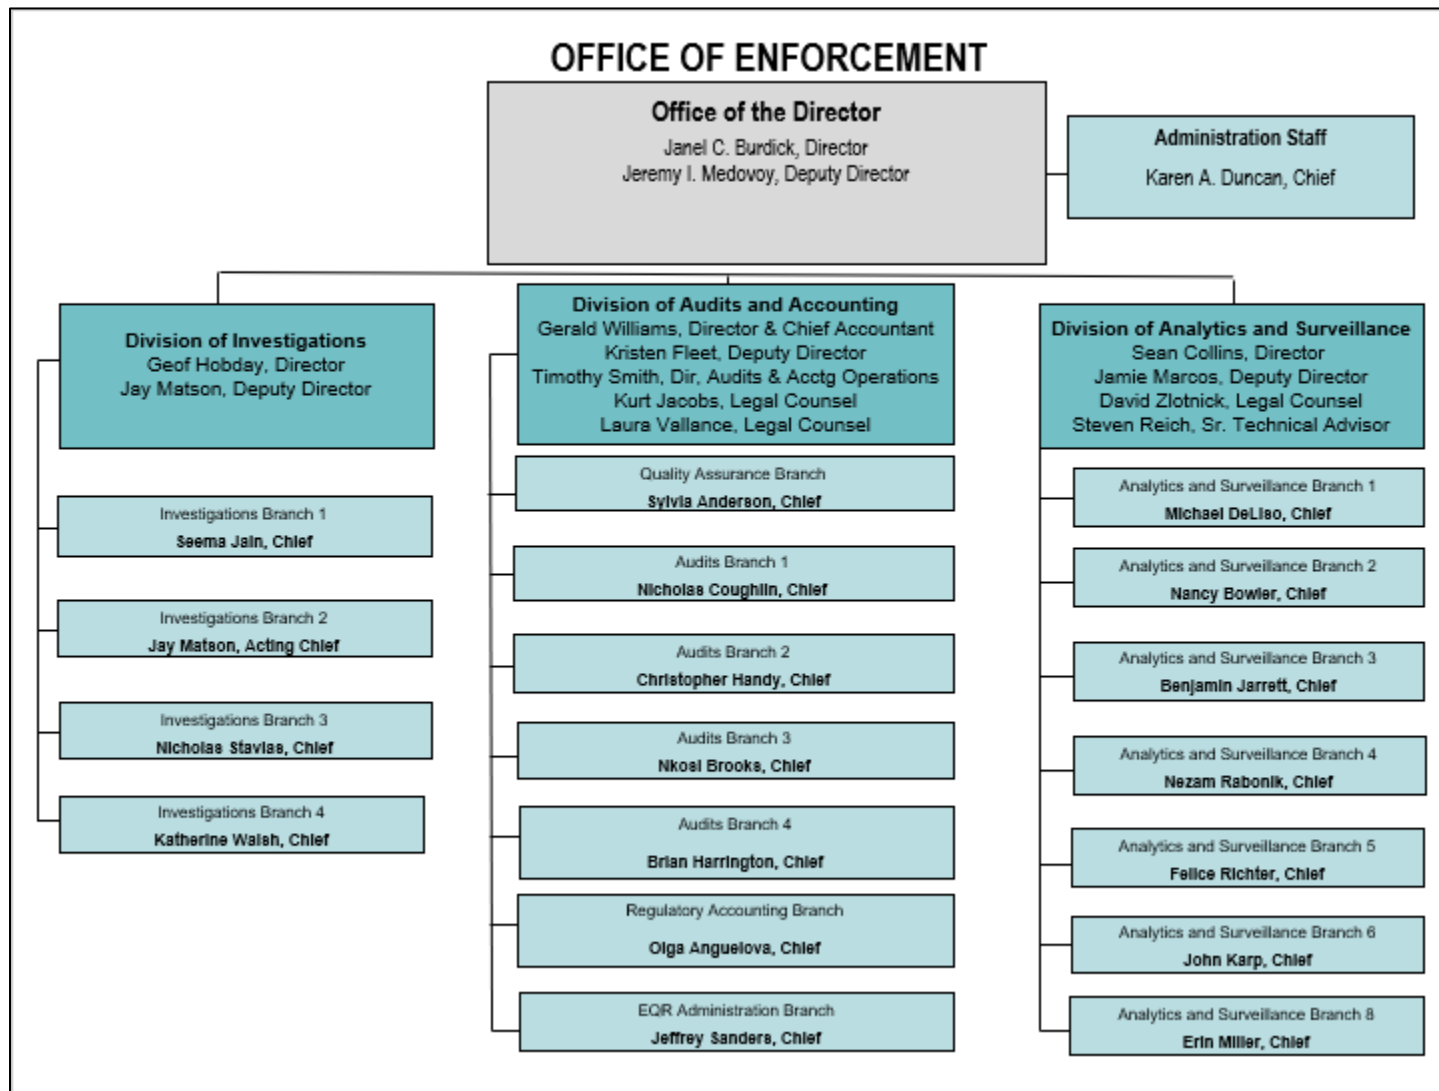 OFFICE OF ENFORCEMENT
Office of the Director
Janel C. Burdick, Director
Jeremy I. Medovoy, Deputy Director
Administration Staff
Karen A. Duncan, Chief
Division of Investigations
Geof Hobday, Director
Jay Matson, Deputy Director
Investigations Branch 1
Seema Jain, Chief
Investigations Branch 2
Jay Matson, Acting Chief
Investigations Branch 3
Nicholas Stavlas, Chief
Investigations Branch 4
Katherine Walsh, Chief
Division of Audits and Accounting
Gerald Williams, Director & Chief Accountant
Kristen Fleet, Deputy Director
Timothy Smith, Dir, Audits & Acctg Operations
Kurt Jacobs, Legal Counsel
Laura Vallance, Legal Counsel
Quality Assurance Branch
Sylvia Anderson, Chief
Audits Branch 1
Nicholas Coughlin, Chief
Audits Branch 2
Christopher Handy, Chief
Audits Branch 3
Nkosi Brooks, Chief
Audits Branch 4
Brian Harrington, Chief
Regulatory Accounting Branch
Olga Anguelova, Chief
EQR Administration Branch
Jeffrey Sanders, Chief
Division of Analytics and Surveillance
Sean Collins, Director
Jamie Marcos, Deputy Director
David Zlotnick, Legal Counsel
Steven Reich, Sr. Technical Advisor
Analytics and Surveillance Branch 1
Michael DeLiso, Chief
Analytics and Surveillance Branch 2
Nancy Bowler, Chief
Analytics and Surveillance Branch 3
Benjamin Jarrett, Chief
Analytics and Surveillance Branch 4
Nezam Rabonik, Chief
Analytics and Surveillance Branch 5
Felice Richter, Chief
Analytics and Surveillance Branch 6
John Karp, Chief
Analytics and Surveillance Branch 8
Erin Miller, Chief